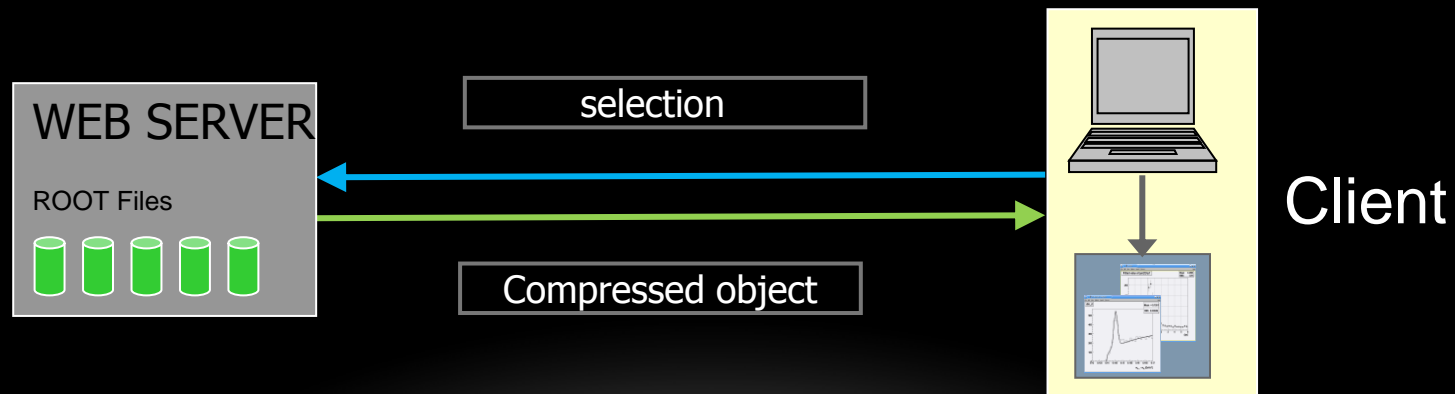 WEB SERVER
ROOT Files
selection
Compressed object
Client